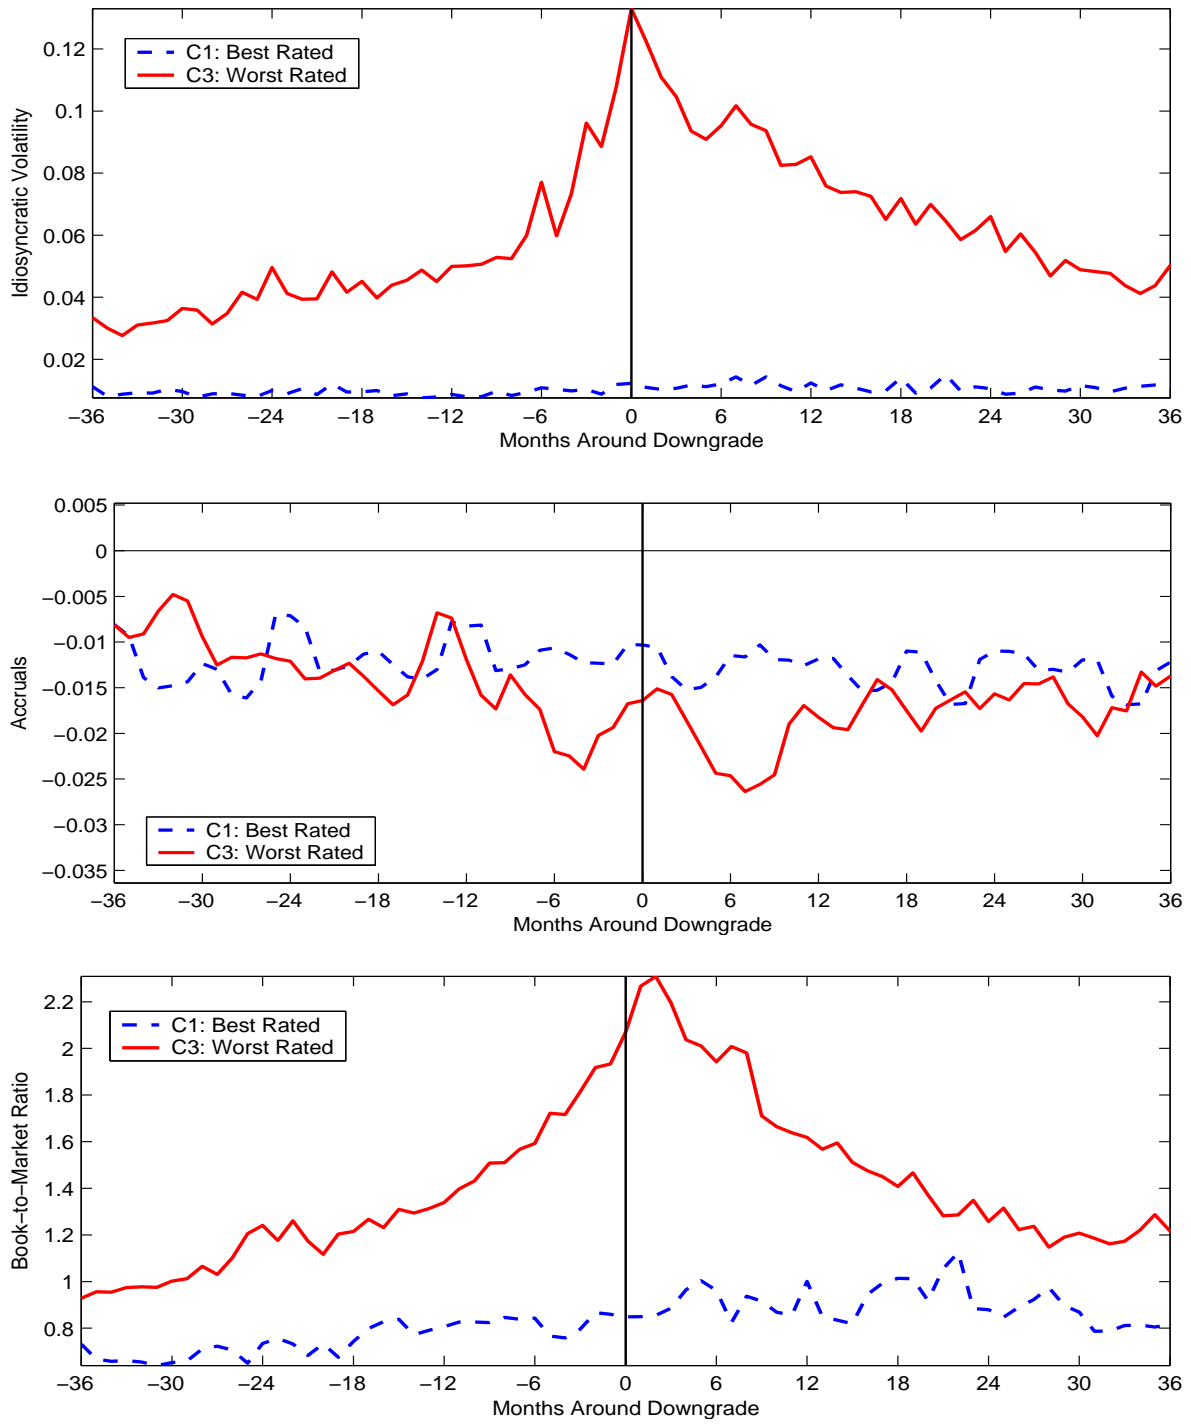 0.12
0.1
0.08
0.06
0.04
0.02
Idiosyncratic Volatility
C1: Best Rated
C3: Worst Rated
−36 −30 −24 −18 −12 −6 0 6 12 18 24 30 36
Months Around Downgrade
0.005
0
−0.005
−0.01
−0.015
−0.02
−0.025
−0.03
−0.035
Accruals
C1: Best Rated
C3: Worst Rated
−36 −30 −24 −18 −12 −6 0 6 12 18 24 30 36
Months Around Downgrade
2.2
2
1.8
1.6
1.4
1.2
1
0.8
Book−to−Market Ratio
C1: Best Rated
C3: Worst Rated
−36 −30 −24 −18 −12 −6 0 6 12 18 24 30 36
Months Around Downgrade